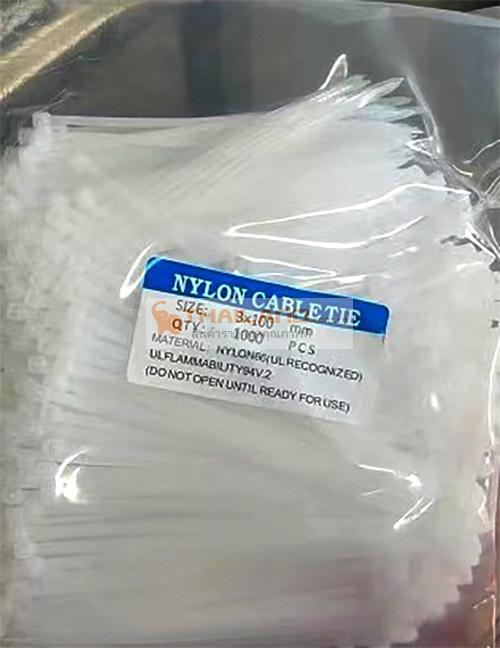 NYLON CABLE TIE
SIZE: 3x100 mm
QTY: 1000 PCS
MATERIAL: NYLON66(UL RECOGNIZED)
ULFLAMMABILITY94V.2
(DO NOT OPEN UNTIL READY FOR USE)